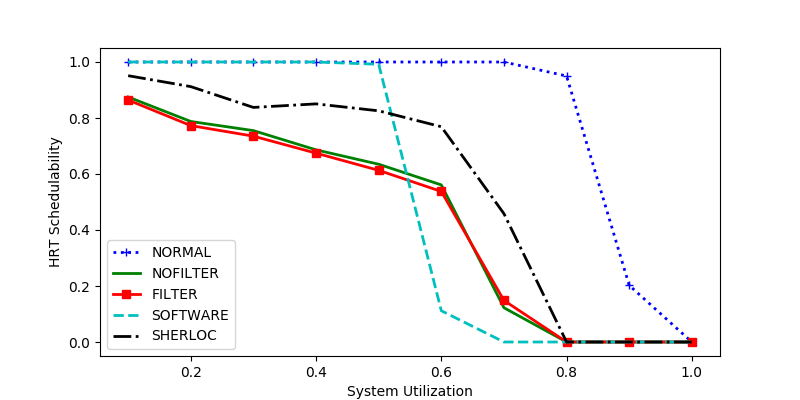 1.0
0.8
0.6
0.4
0.2
0.0
HRT Schedulability
NORMAL
NOFILTER
FILTER
SOFTWARE
SHERLOC
0.2 0.4 0.6 0.8 1.0
System Utilization